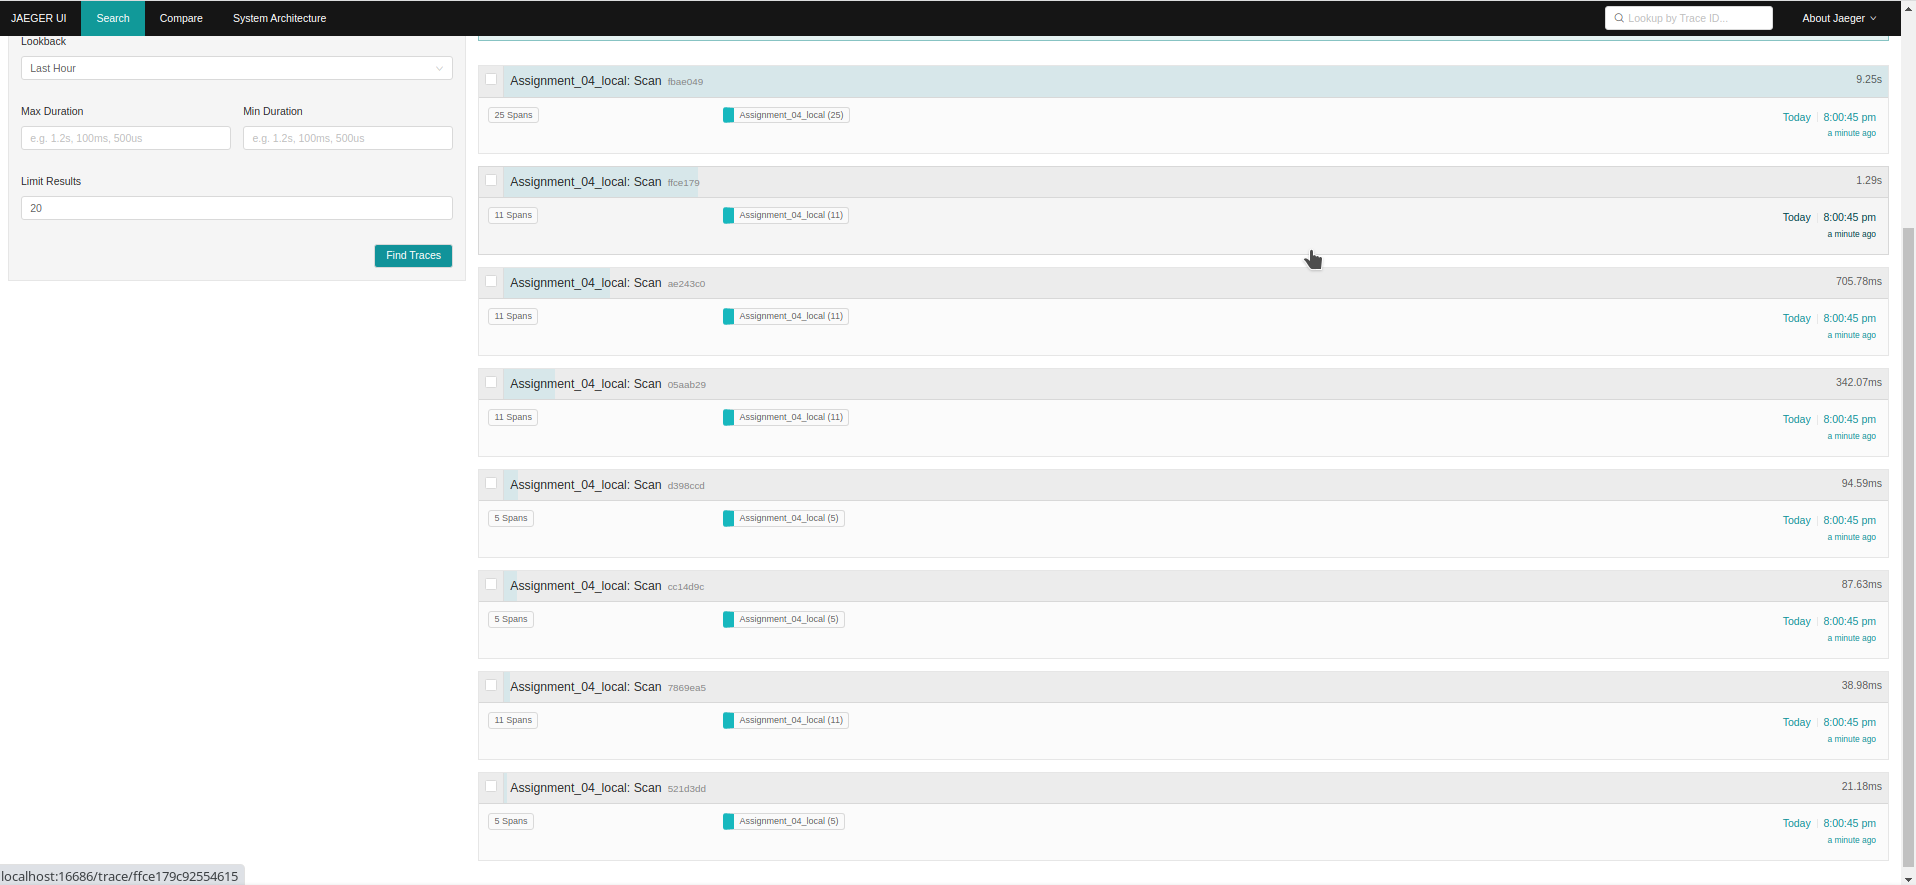 JAEGER UI Search Compare System Architecture Lookup by Trace ID... About Jaeger
Lookback
Last Hour
Max Duration Min Duration
e.g. 1.2s, 100ms, 500us e.g. 1.2s, 100ms, 500us
Limit Results
20
Find Traces
Assignment_04_local: Scan fbae049 9.25s
25 Spans Assignment_04_local (25) Today 8:00:45 pm
a minute ago
Assignment_04_local: Scan ffce179 1.29s
11 Spans Assignment_04_local (11) Today 8:00:45 pm
a minute ago
Assignment_04_local: Scan ae243c0 705.78ms
11 Spans Assignment_04_local (11) Today 8:00:45 pm
a minute ago
Assignment_04_local: Scan 05aab29 342.07ms
11 Spans Assignment_04_local (11) Today 8:00:45 pm
a minute ago
Assignment_04_local: Scan d398ccd 94.59ms
5 Spans Assignment_04_local (5) Today 8:00:45 pm
a minute ago
Assignment_04_local: Scan cc14d9c 87.63ms
5 Spans Assignment_04_local (5) Today 8:00:45 pm
a minute ago
Assignment_04_local: Scan 7869ea5 38.98ms
11 Spans Assignment_04_local (11) Today 8:00:45 pm
a minute ago
Assignment_04_local: Scan 521d3dd 21.18ms
5 Spans Assignment_04_local (5) Today 8:00:45 pm
a minute ago
localhost:16686/trace/ffce179c92554615